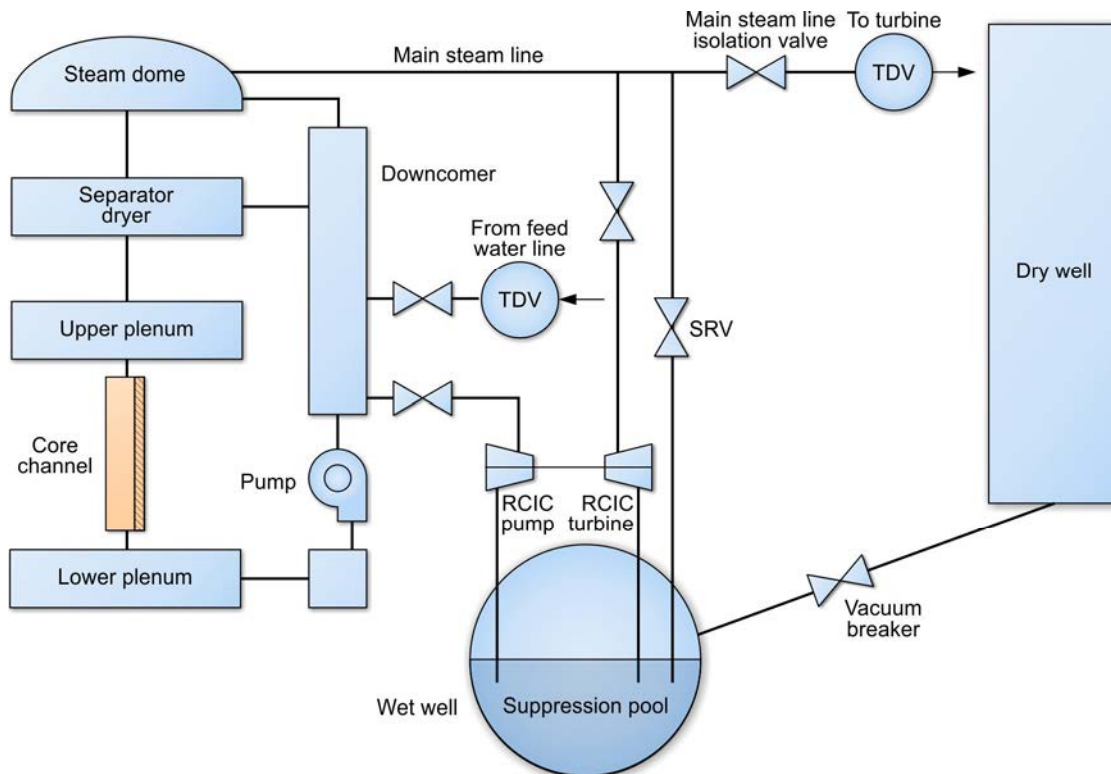 Main steam line
isolation valve
To turbine
TDV
Main steam line
Steam dome
Downcomer
Separator
dryer
From feed
water line
TDV
Dry well
Upper plenum
SRV
Core
channel
Pump
RCIC
pump
RCIC
turbine
Lower plenum
Vacuum
breaker
Wet well
Suppression pool